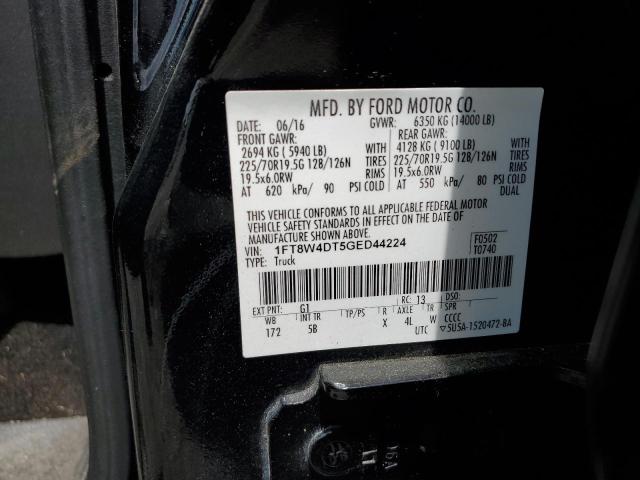 MFD. BY FORD MOTOR CO.
DATE: 06/16 GVWR: 6350 KG (14000 LB)
FRONT GAWR: REAR GAWR:
2694 KG ( 5940 LB) 4128 KG ( 9100 LB)
225/70R19.5G 128/126N TIRES 225/70R19.5G 128/126N TIRES
19.5x6.0RW RIMS 19.5x6.0RW RIMS
AT 620 kPa/ 90 PSI COLD AT 550 kPa/ 80 PSI COLD
DUAL
THIS VEHICLE CONFORMS TO ALL APPLICABLE FEDERAL MOTOR
VEHICLE SAFETY STANDARDS IN EFFECT ON THE DATE OF
MANUFACTURE SHOWN ABOVE.
VIN: 1FT8W4DT5GED44224 F0502
TYPE: Truck T0740
EXT PNT: G1 RC: 13 DSO:
WB INT TR TP/PS R AXLE TR SPR
172 5B X 4L W CCCC
UTC ▽5U5A-1520472-BA